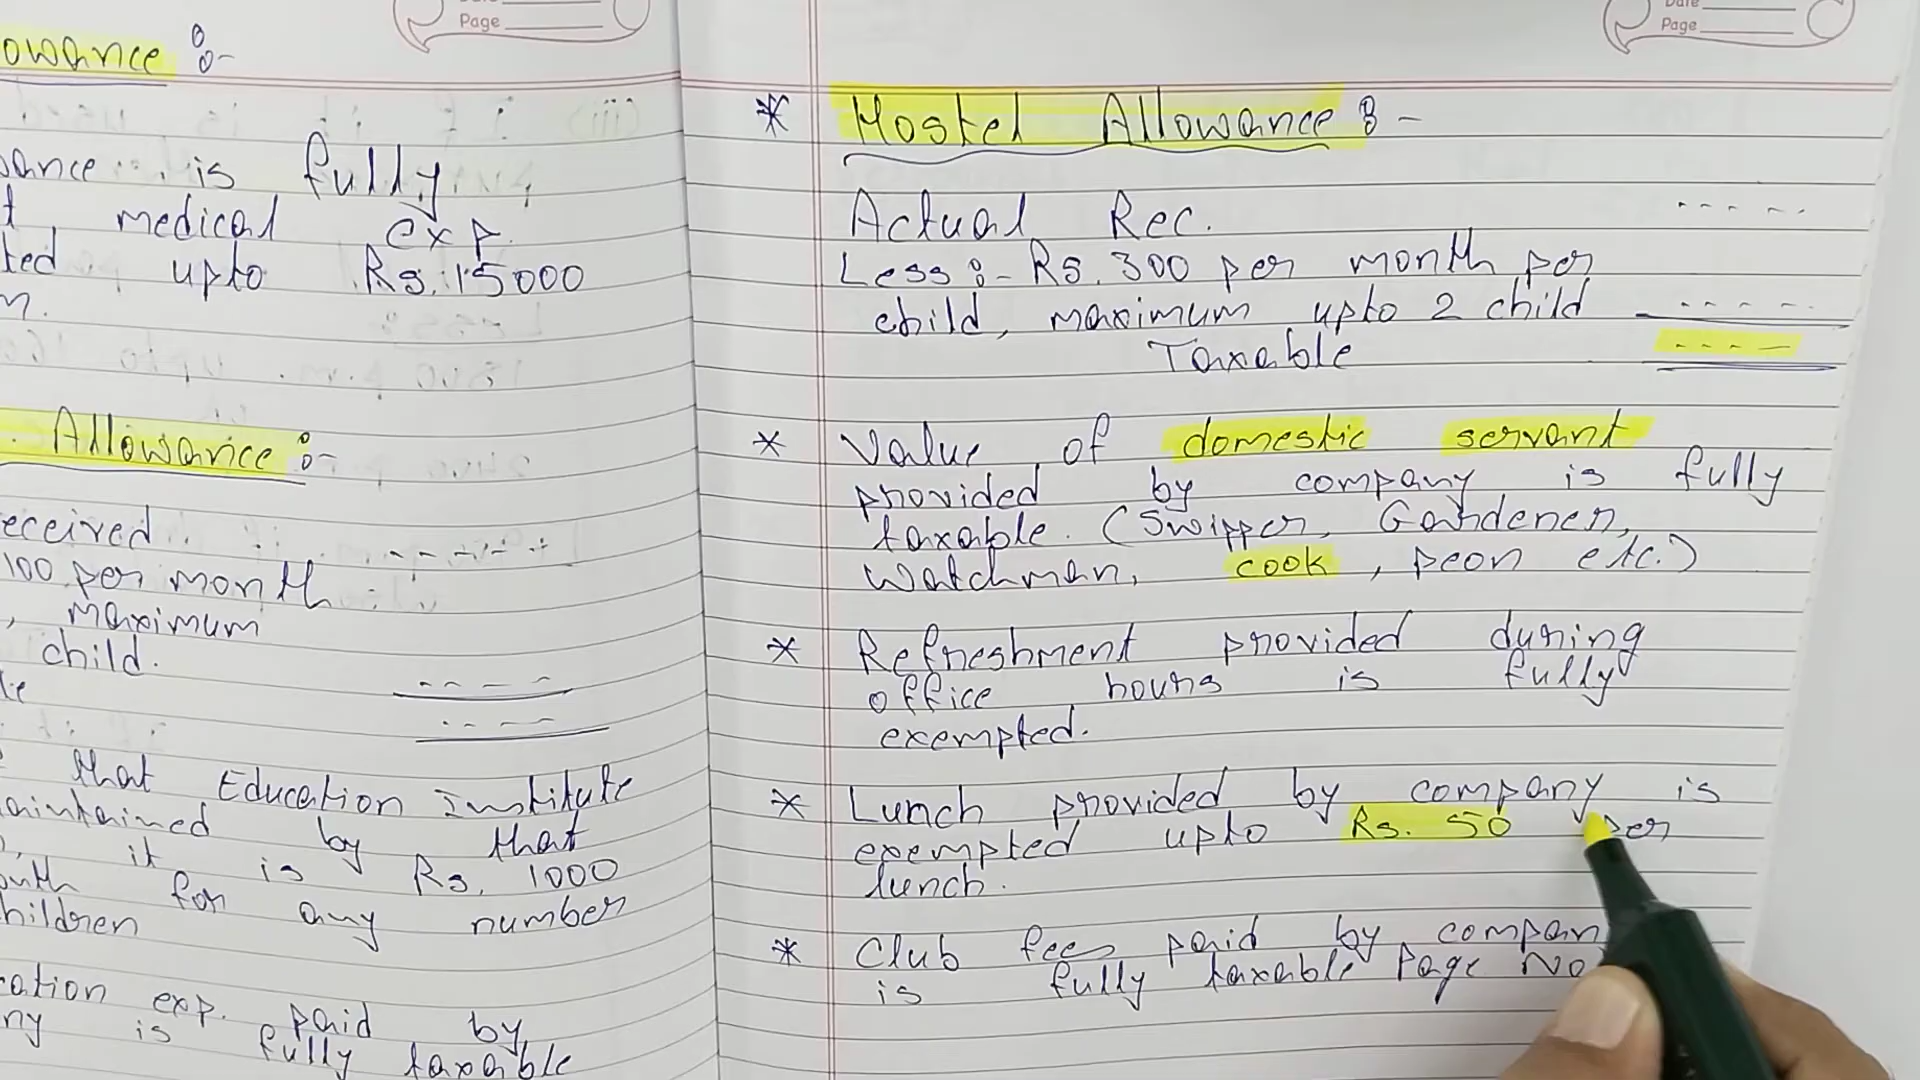 Page
owance :-
ance is fully
medical exp.
ted upto Rs. 15000
n.
Allowance :-
eceived
100 per month
, maximum
child.
that Education Institute
aintained by that
it is Rs. 1000
for any number
hildren
cation exp. paid by
ny is fully taxable
Date
Page
* Hostel Allowance :-
Actual Rec.
Less :- Rs. 300 per month per
child, maximum upto 2 child
Taxable
* Value of domestic servant
provided by company is fully
taxable. (Swipper, Gardener,
Watchman, cook, peon etc.)
* Refreshment provided during
office hours is fully
exempted.
* Lunch provided by company is
exempted upto Rs. 50 per
lunch.
* Club fees paid by compan
is fully taxable Page No